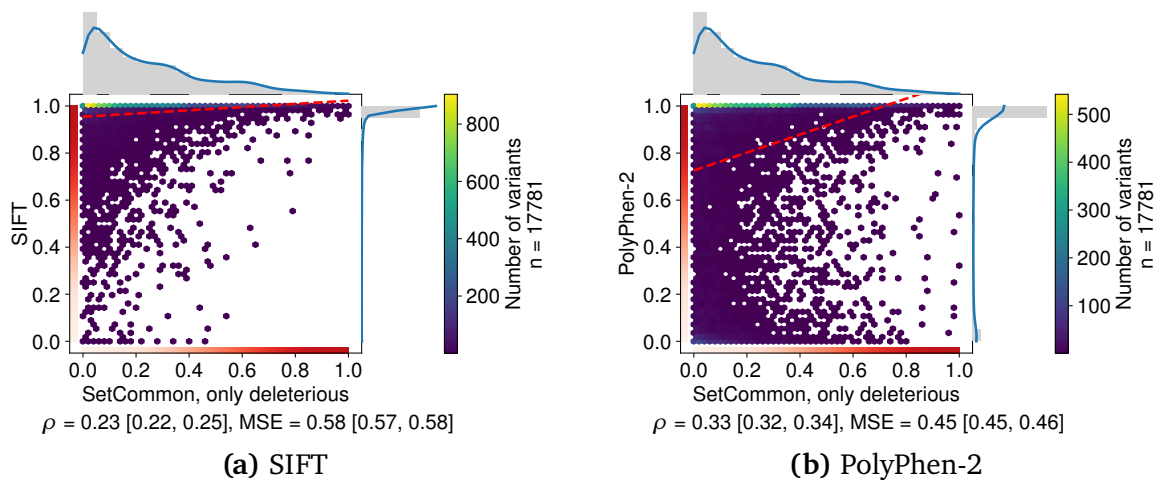 1.0
0.8
0.6
0.4
0.2
0.0
SIFT
0.0 0.2 0.4 0.6 0.8 1.0
SetCommon, only deleterious
800
600
400
200
Number of variants
n = 17781
ρ = 0.23 [0.22, 0.25], MSE = 0.58 [0.57, 0.58]
(a) SIFT
1.0
0.8
0.6
0.4
0.2
0.0
PolyPhen-2
0.0 0.2 0.4 0.6 0.8 1.0
SetCommon, only deleterious
500
400
300
200
100
Number of variants
n = 17781
ρ = 0.33 [0.32, 0.34], MSE = 0.45 [0.45, 0.46]
(b) PolyPhen-2